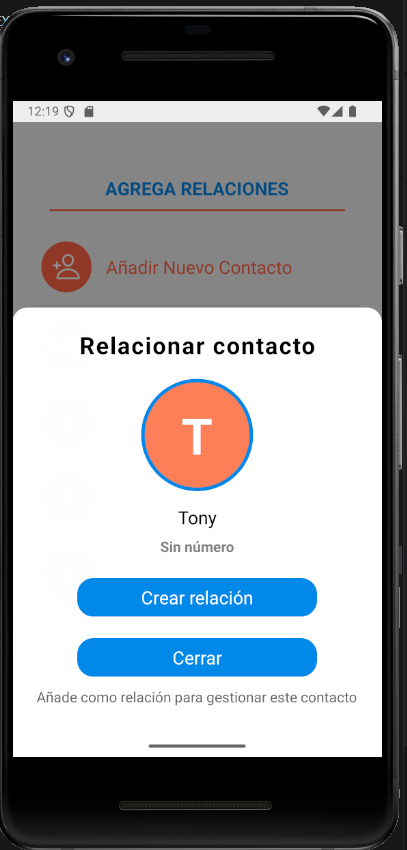 12:19
AGREGA RELACIONES
Añadir Nuevo Contacto
Relacionar contacto
T
Tony
Sin número
Crear relación
Cerrar
Añade como relación para gestionar este contacto